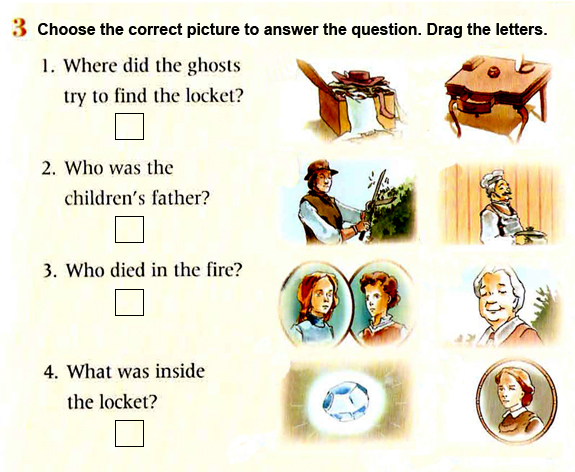 3 Choose the correct picture to answer the question. Drag the letters.
1. Where did the ghosts
try to find the locket?
2. Who was the
children's father?
3. Who died in the fire?
4. What was inside
the locket?